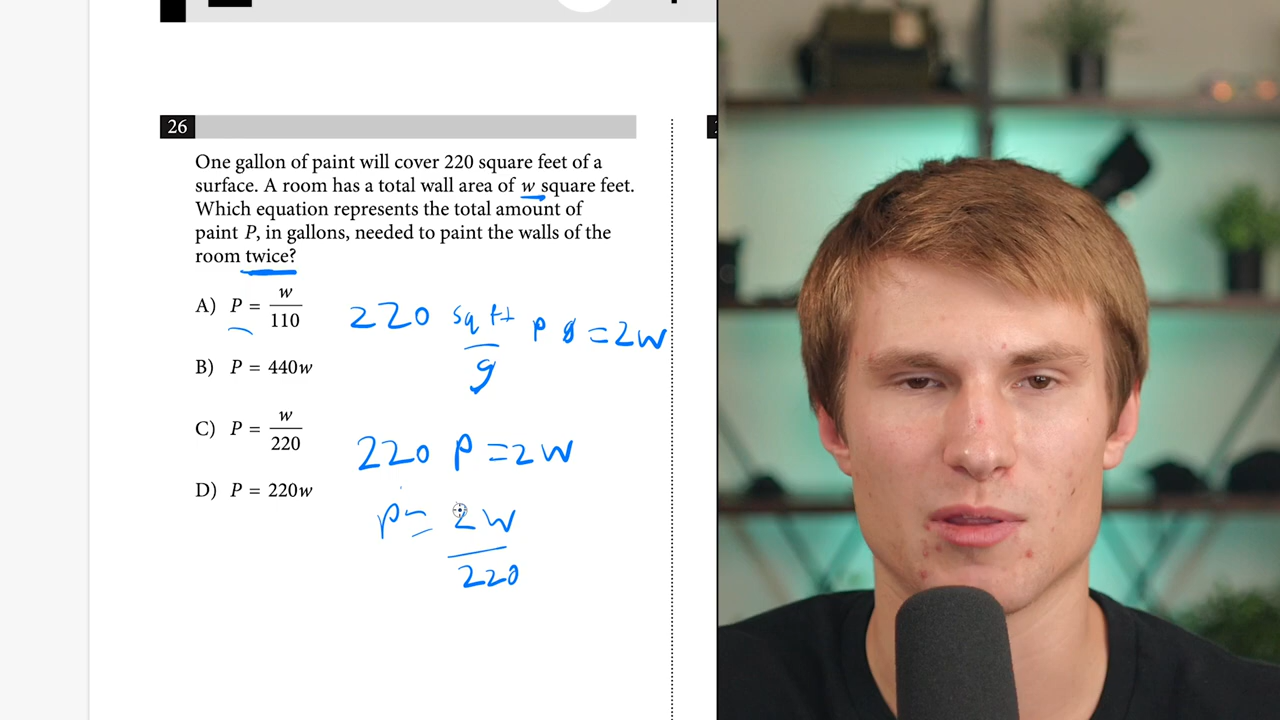 26
One gallon of paint will cover 220 square feet of a
surface. A room has a total wall area of w square feet.
Which equation represents the total amount of
paint P, in gallons, needed to paint the walls of the
room twice?
A) P = w/110
B) P = 440w
C) P = w/220
D) P = 220w
220 sq ft/g P g = 2w
220 P = 2w
P = 2w/220